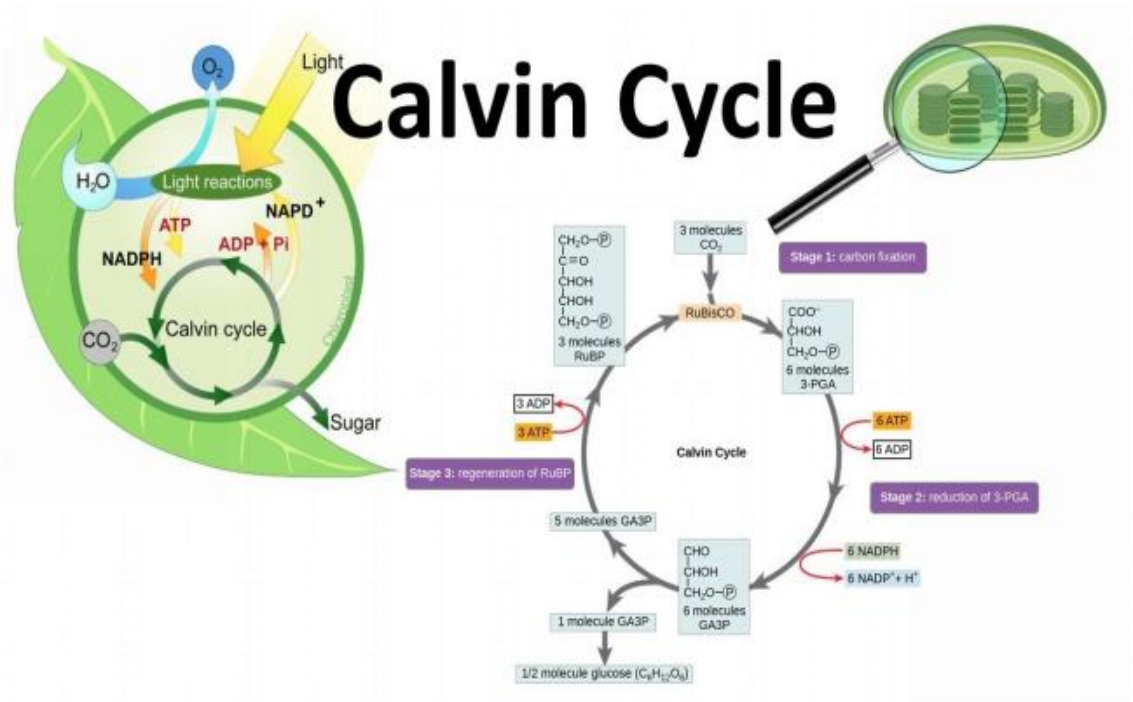 Calvin Cycle
O₂
Light
H₂O
Light reactions
NAPD⁺
ATP
ADP + Pi
NADPH
Chloroplast
Calvin cycle
CO₂
Sugar
3 molecules
CO₂
Stage 1: carbon fixation
CH₂O–Ⓟ
C=O
CHOH
CHOH
CH₂O–Ⓟ
3 molecules
RuBP
RuBisCO
COO⁻
CHOH
CH₂O–Ⓟ
6 molecules
3-PGA
3 ADP
3 ATP
6 ATP
6 ADP
Calvin Cycle
Stage 3: regeneration of RuBP
Stage 2: reduction of 3-PGA
5 molecules GA3P
6 NADPH
6 NADP⁺+ H⁺
CHO
CHOH
CH₂O–Ⓟ
6 molecules
GA3P
1 molecule GA3P
1/2 molecule glucose (C₆H₁₂O₆)